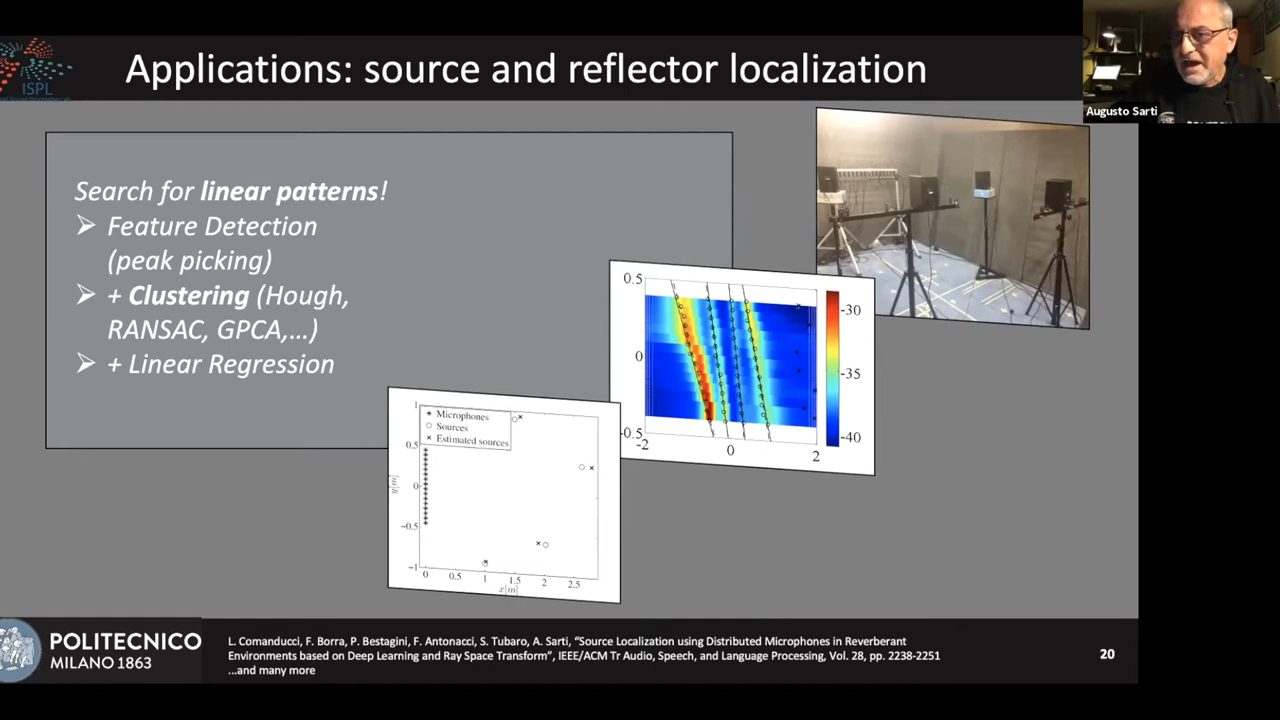 Applications: source and reflector localization
ISPL
Augusto Sarti
Search for linear patterns!
➢ Feature Detection
(peak picking)
➢ + Clustering (Hough,
RANSAC, GPCA,...)
➢ + Linear Regression
0.5
0
-0.5
-2
0
2
-30
-35
-40
1
0.5
0
-0.5
-1
y[m]
Microphones
Sources
Estimated sources
0
0.5
1
1.5
2
2.5
x[m]
POLITECNICO
MILANO 1863
L. Comanducci, F. Borra, P. Bestagini, F. Antonacci, S. Tubaro, A. Sarti, “Source Localization using Distributed Microphones in Reverberant
Environments based on Deep Learning and Ray Space Transform”, IEEE/ACM Tr Audio, Speech, and Language Processing, Vol. 28, pp. 2238-2251
...and many more
20